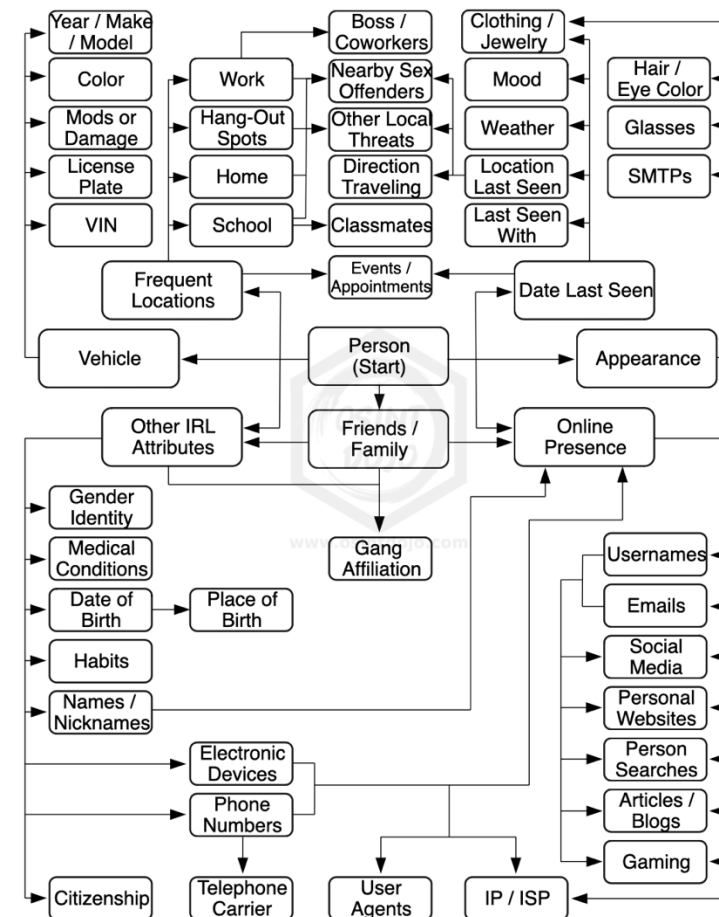 Year / Make
/ Model
Boss /
Coworkers
Clothing /
Jewelry
Color
Work
Nearby Sex
Offenders
Mood
Hair /
Eye Color
Mods or
Damage
Hang-Out
Spots
Other Local
Threats
Weather
Glasses
License
Plate
Home
Direction
Traveling
Location
Last Seen
SMTPs
VIN
School
Classmates
Last Seen
With
Frequent
Locations
Events /
Appointments
Date Last Seen
Vehicle
Person
(Start)
Appearance
Other IRL
Attributes
Friends /
Family
Online
Presence
Gender
Identity
Gang
Affiliation
Medical
Conditions
Usernames
Date of
Birth
Place of
Birth
Emails
Habits
Social
Media
Names /
Nicknames
Personal
Websites
Electronic
Devices
Person
Searches
Phone
Numbers
Articles /
Blogs
Gaming
Citizenship
Telephone
Carrier
User
Agents
IP / ISP